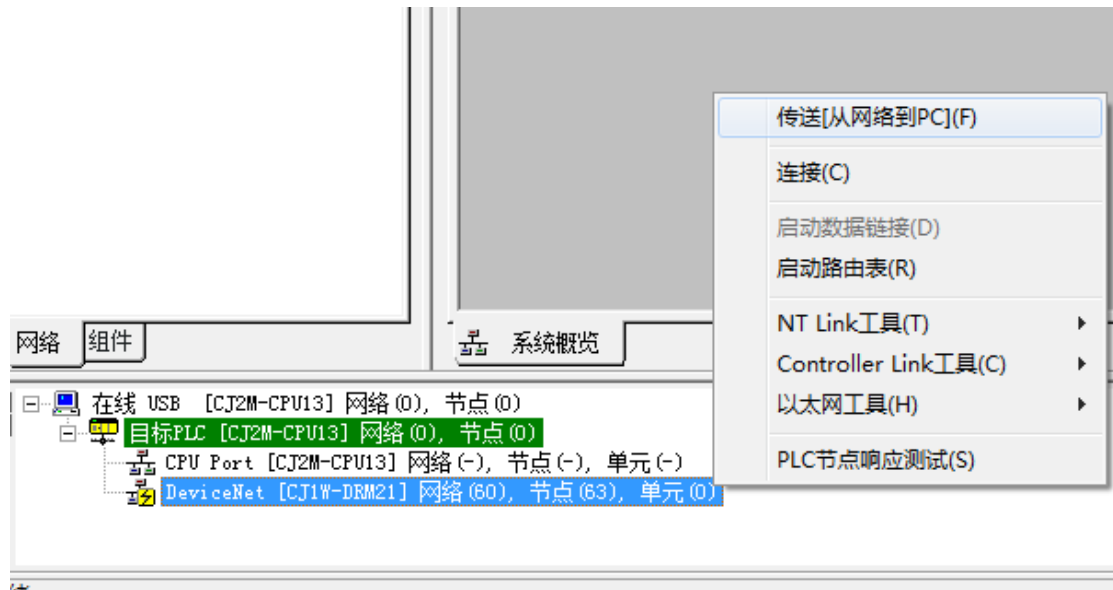 传送[从网络到PC](F)
连接(C)
启动数据链接(D)
启动路由表(R)
NT Link工具(T)
Controller Link工具(C)
以太网工具(H)
PLC节点响应测试(S)
网络 组件
系统概览
在线 USB [CJ2M-CPU13] 网络(0), 节点(0)
目标PLC [CJ2M-CPU13] 网络(0), 节点(0)
CPU Port [CJ2M-CPU13] 网络(-), 节点(-), 单元(-)
DeviceNet [CJ1W-DRM21] 网络(60), 节点(63), 单元(0)